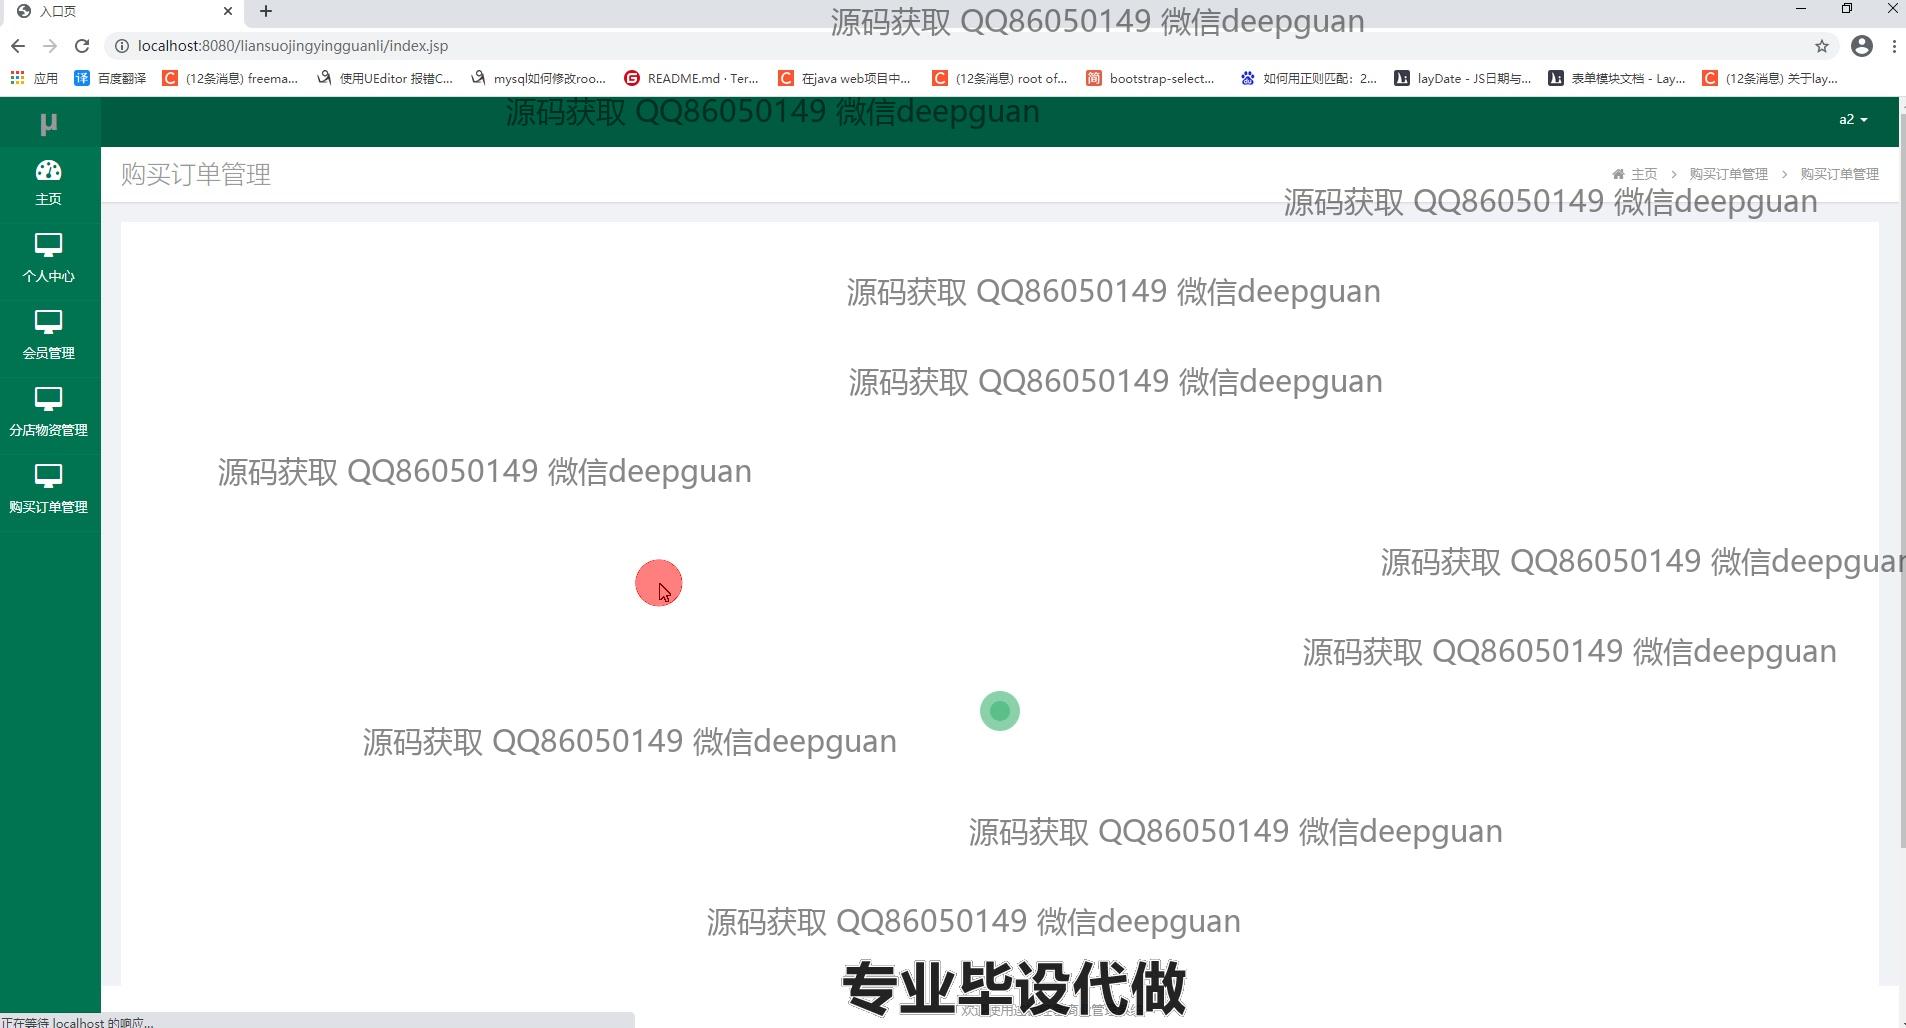 入口页
源码获取 QQ86050149 微信deepguan
localhost:8080/liansuojingyingguanli/index.jsp
应用
百度翻译
(12条消息) freema...
使用UEditor 报错C...
mysql如何修改roo...
README.md · Ter...
在java web项目中...
(12条消息) root of...
bootstrap-select...
如何用正则匹配：2...
layDate - JS日期与...
表单模块文档 - Lay...
(12条消息) 关于lay...
μ
源码获取 QQ86050149 微信deepguan
a2
主页
购买订单管理
主页 > 购买订单管理 > 购买订单管理
源码获取 QQ86050149 微信deepguan
个人中心
源码获取 QQ86050149 微信deepguan
会员管理
源码获取 QQ86050149 微信deepguan
分店物资管理
源码获取 QQ86050149 微信deepguan
购买订单管理
源码获取 QQ86050149 微信deepguan
源码获取 QQ86050149 微信deepguan
源码获取 QQ86050149 微信deepguan
源码获取 QQ86050149 微信deepguan
源码获取 QQ86050149 微信deepguan
专业毕设代做
正在等待 localhost 的响应...